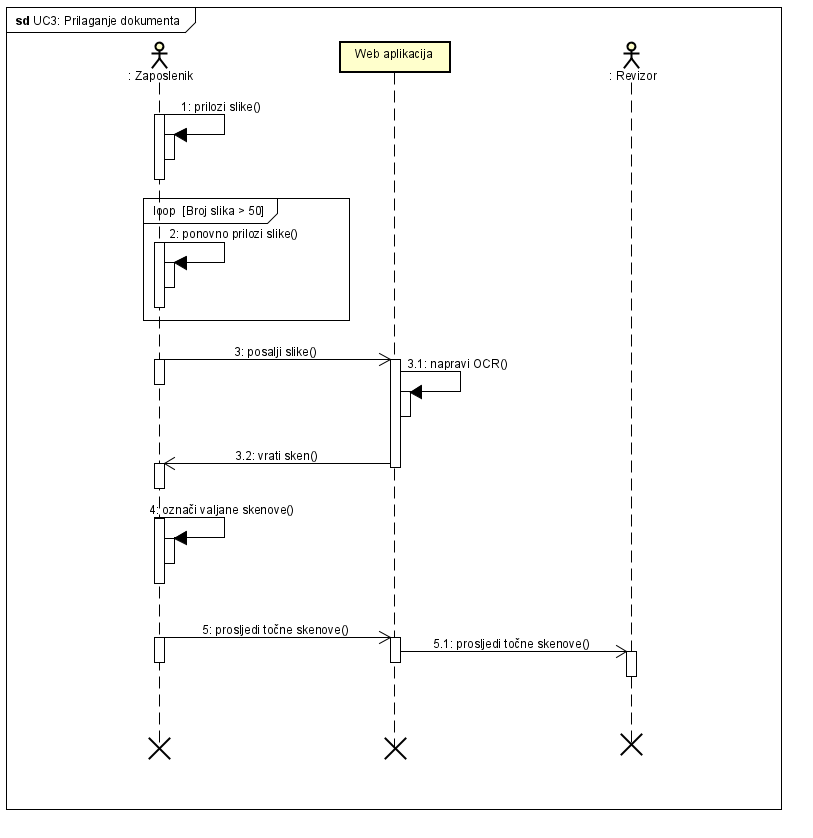 sd UC3: Prilaganje dokumenta
: Zaposlenik
Web aplikacija
: Revizor
1: prilozi slike()
loop [Broj slika > 50]
2: ponovno prilozi slike()
3: posalji slike()
3.1: napravi OCR()
3.2: vrati sken()
4: označi valjane skenove()
5: prosljedi točne skenove()
5.1: prosljedi točne skenove()